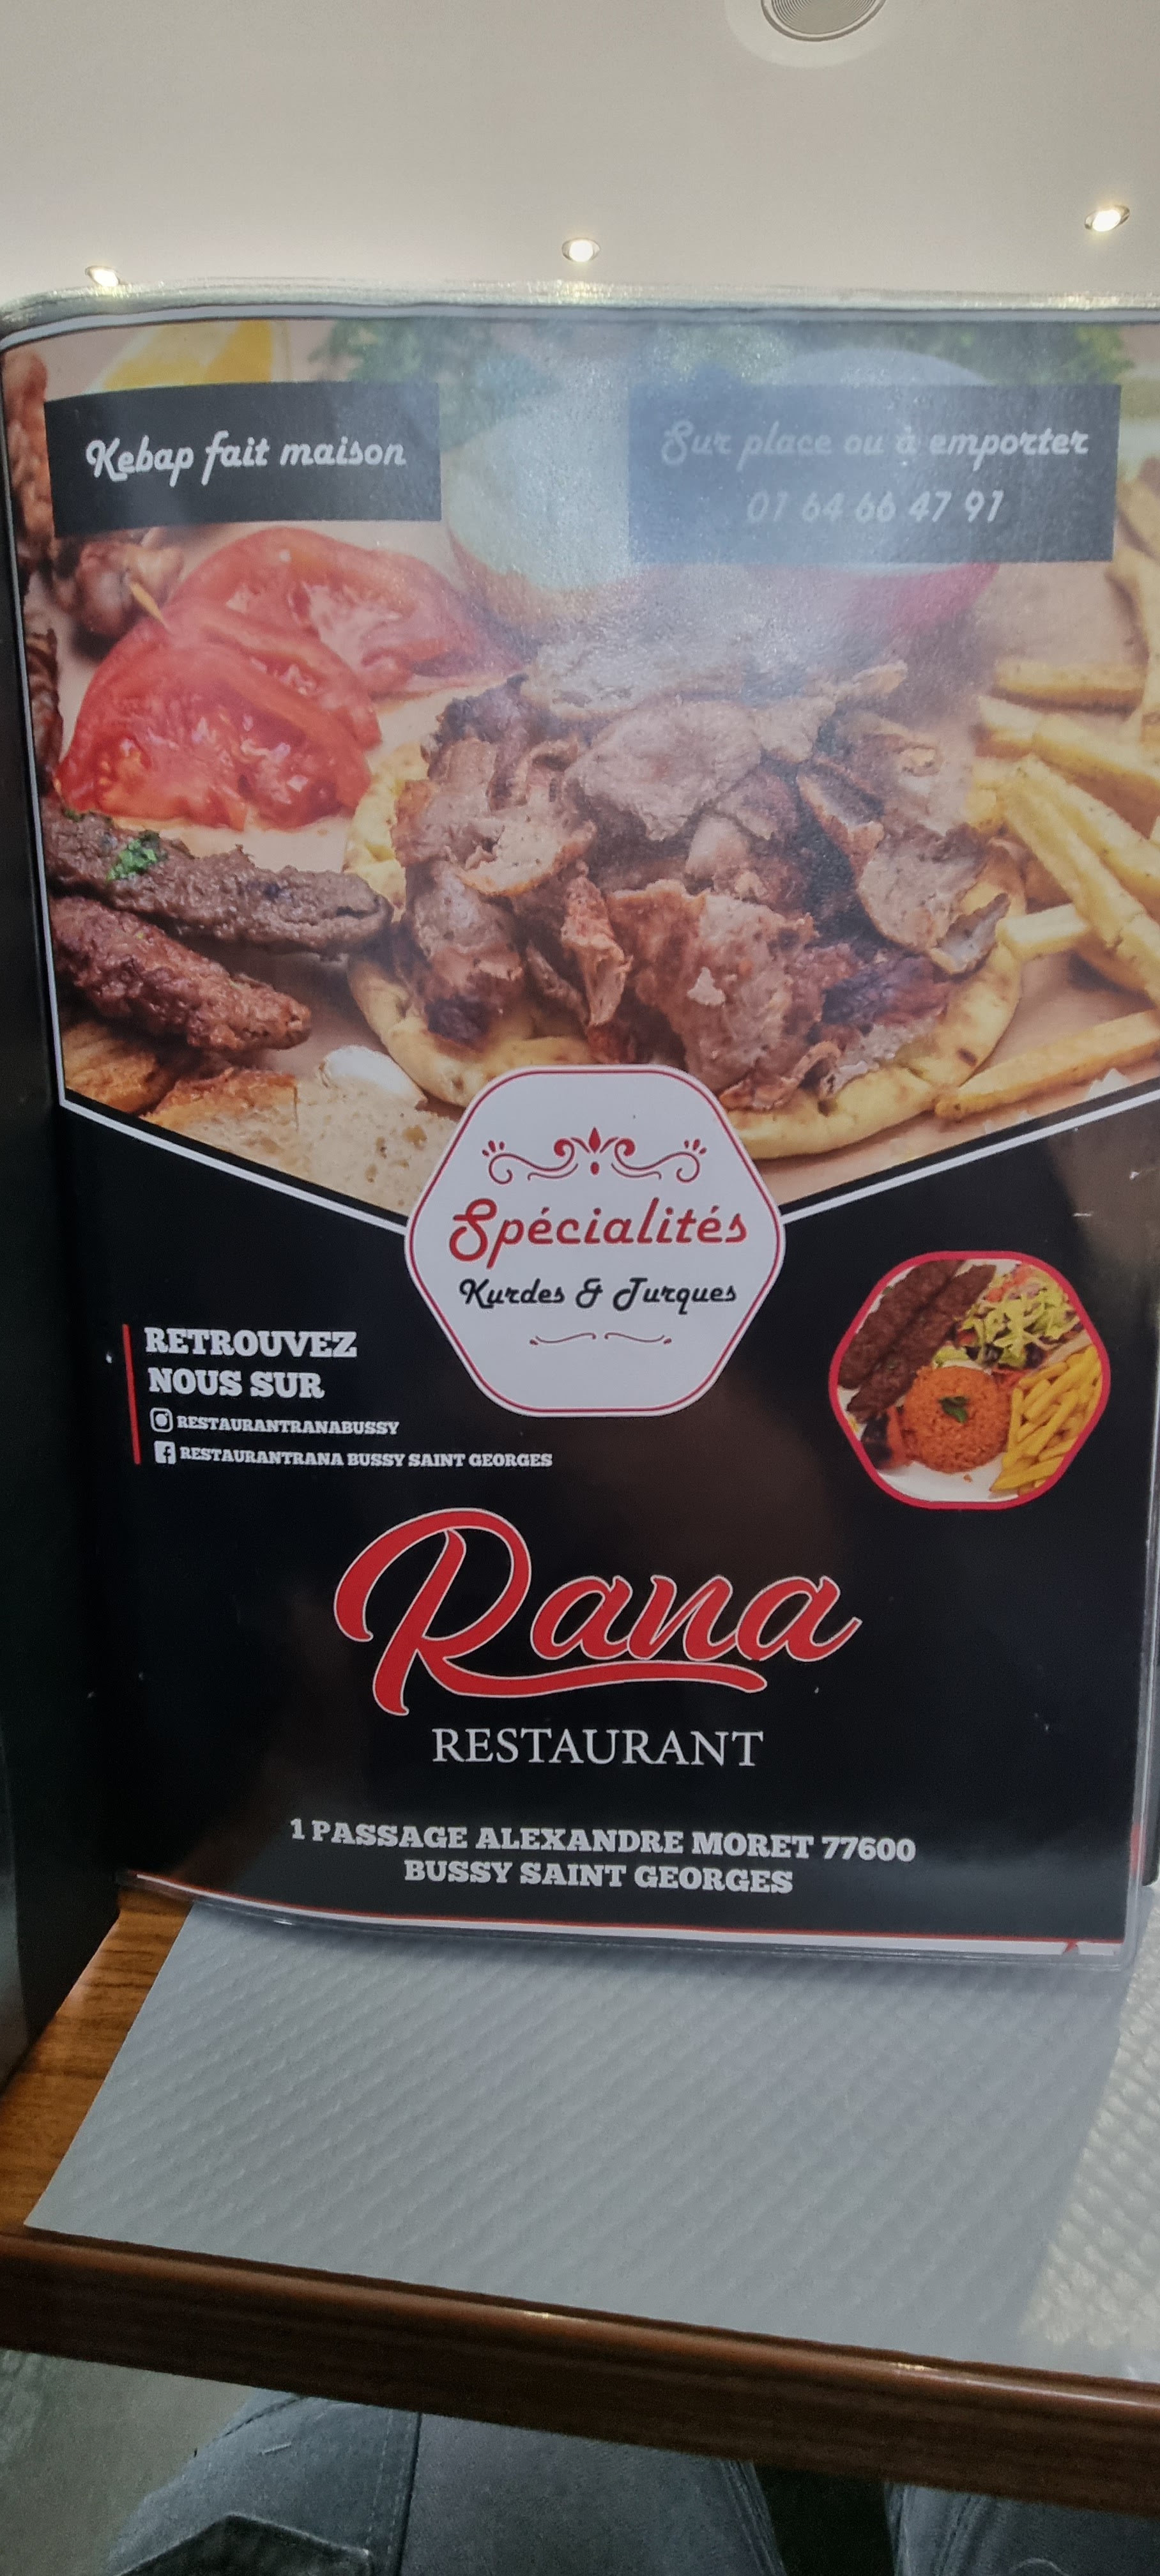 Kebap fait maison
Sur place ou à emporter
01 64 66 47 91
Spécialités
Kurdes & Turques
RETROUVEZ
NOUS SUR
RESTAURANTRANABUSSY
RESTAURANTRANA BUSSY SAINT GEORGES
Rana
RESTAURANT
1 PASSAGE ALEXANDRE MORET 77600
BUSSY SAINT GEORGES